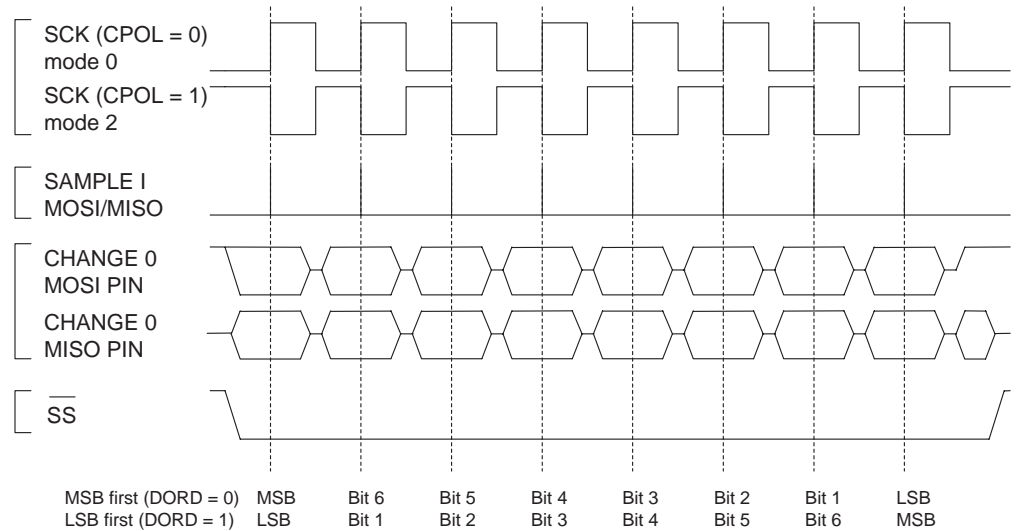 SCK (CPOL = 0)
mode 0
SCK (CPOL = 1)
mode 2
SAMPLE I
MOSI/MISO
CHANGE 0
MOSI PIN
CHANGE 0
MISO PIN
SS
MSB first (DORD = 0) MSB Bit 6 Bit 5 Bit 4 Bit 3 Bit 2 Bit 1 LSB
LSB first (DORD = 1) LSB Bit 1 Bit 2 Bit 3 Bit 4 Bit 5 Bit 6 MSB